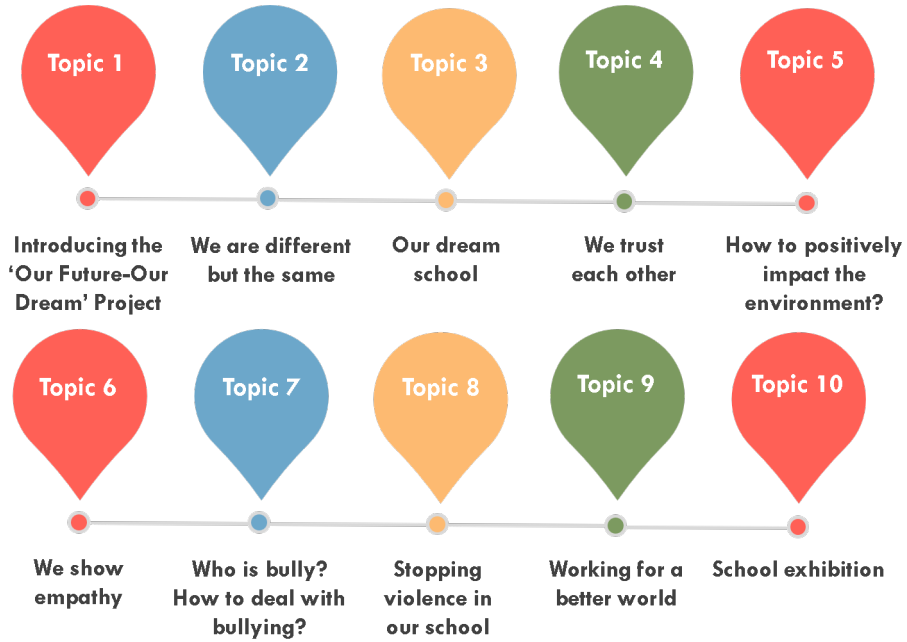 Topic 1
Topic 2
Topic 3
Topic 4
Topic 5
Introducing the
‘Our Future-Our
Dream’ Project
We are different
but the same
Our dream
school
We trust
each other
How to positively
impact the
environment?
Topic 6
Topic 7
Topic 8
Topic 9
Topic 10
We show
empathy
Who is bully?
How to deal with
bullying?
Stopping
violence in
our school
Working for a
better world
School exhibition